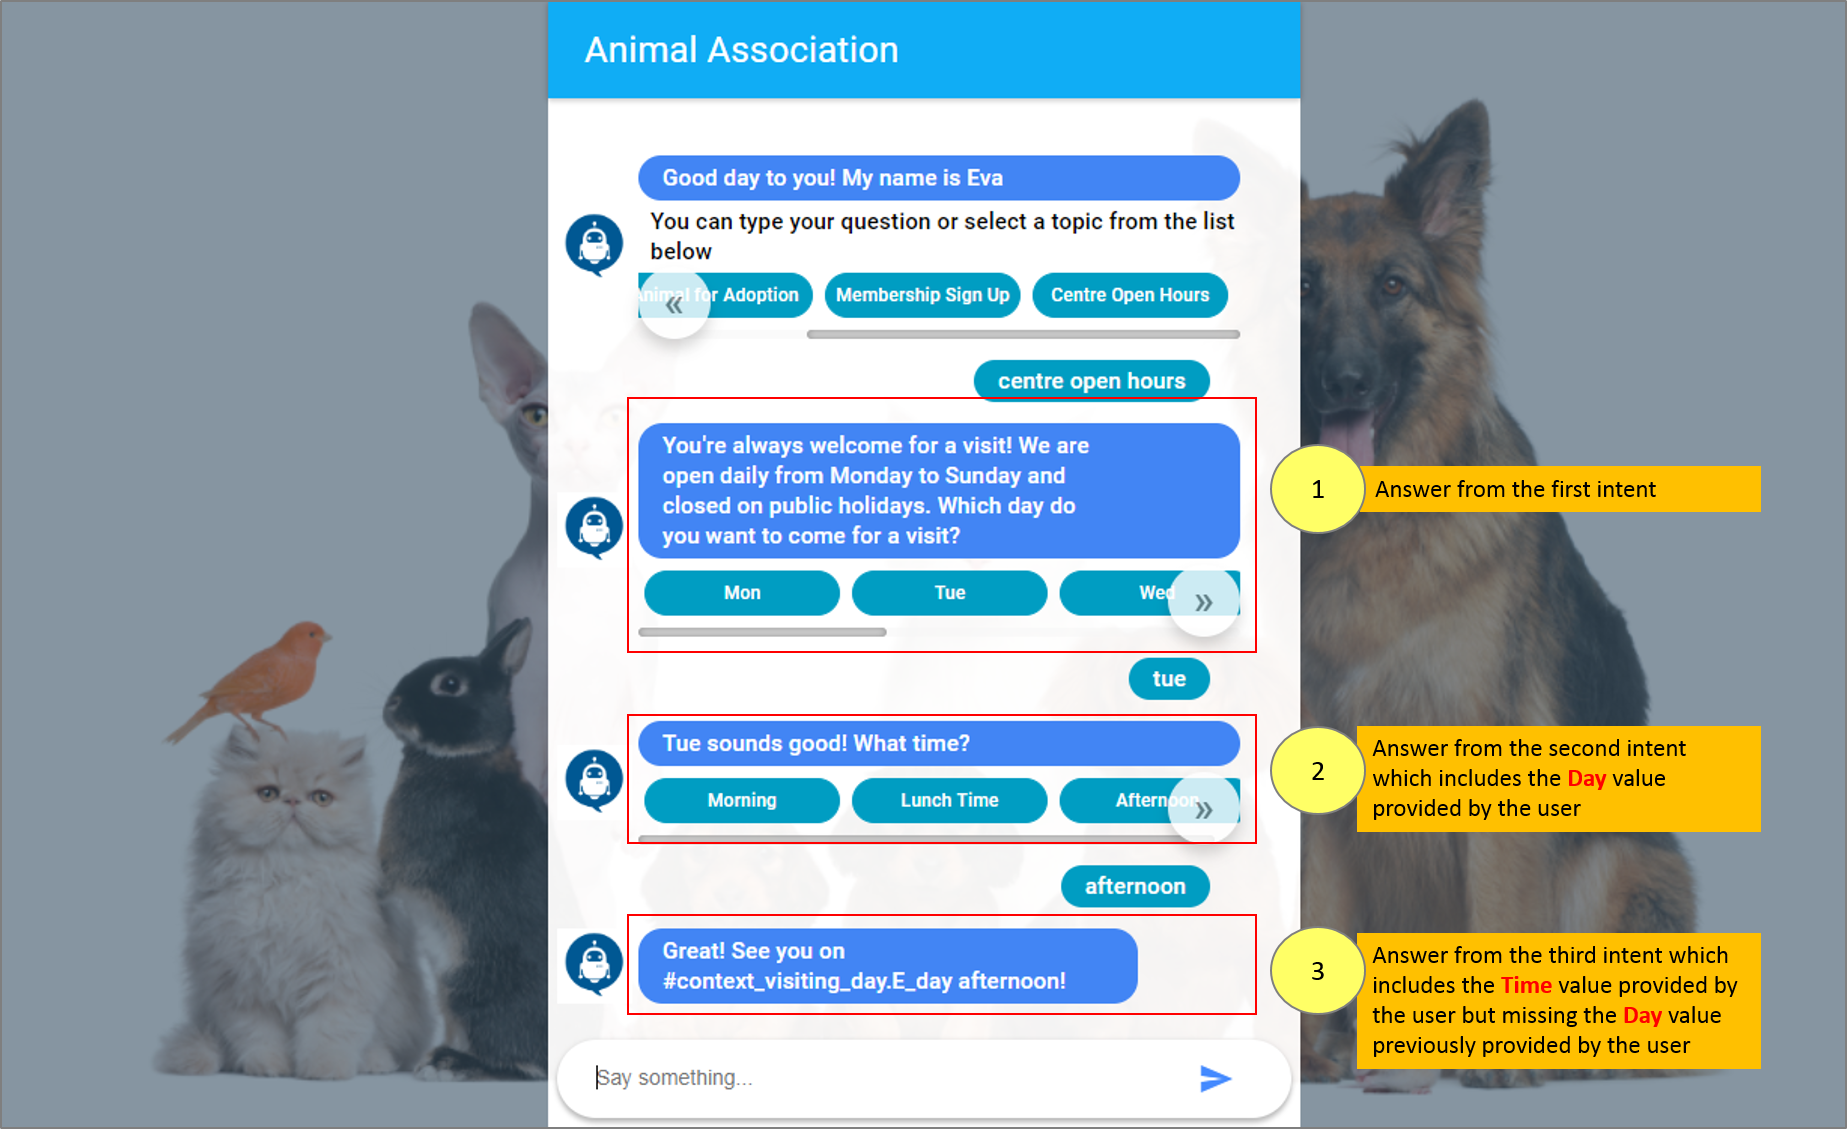 Animal Association
Good day to you! My name is Eva
You can type your question or select a topic from the list
below
Animal for Adoption
Membership Sign Up
Centre Open Hours
centre open hours
You're always welcome for a visit! We are
open daily from Monday to Sunday and
closed on public holidays. Which day do
you want to come for a visit?
Mon
Tue
Wed
1
Answer from the first intent
tue
Tue sounds good! What time?
Morning
Lunch Time
Afternoon
2
Answer from the second intent
which includes the Day value
provided by the user
afternoon
Great! See you on
#context_visiting_day.E_day afternoon!
3
Answer from the third intent which
includes the Time value provided by
the user but missing the Day value
previously provided by the user
Say something...